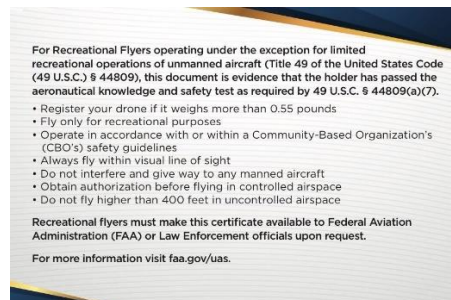 For Recreational Flyers operating under the exception for limited
recreational operations of unmanned aircraft (Title 49 of the United States Code
(49 U.S.C.) § 44809), this document is evidence that the holder has passed the
aeronautical knowledge and safety test as required by 49 U.S.C. § 44809(a)(7).
• Register your drone if it weighs more than 0.55 pounds
• Fly only for recreational purposes
• Operate in accordance with or within a Community-Based Organization's
(CBO's) safety guidelines
• Always fly within visual line of sight
• Do not interfere and give way to any manned aircraft
• Obtain authorization before flying in controlled airspace
• Do not fly higher than 400 feet in uncontrolled airspace
Recreational flyers must make this certificate available to Federal Aviation
Administration (FAA) or Law Enforcement officials upon request.
For more information visit faa.gov/uas.